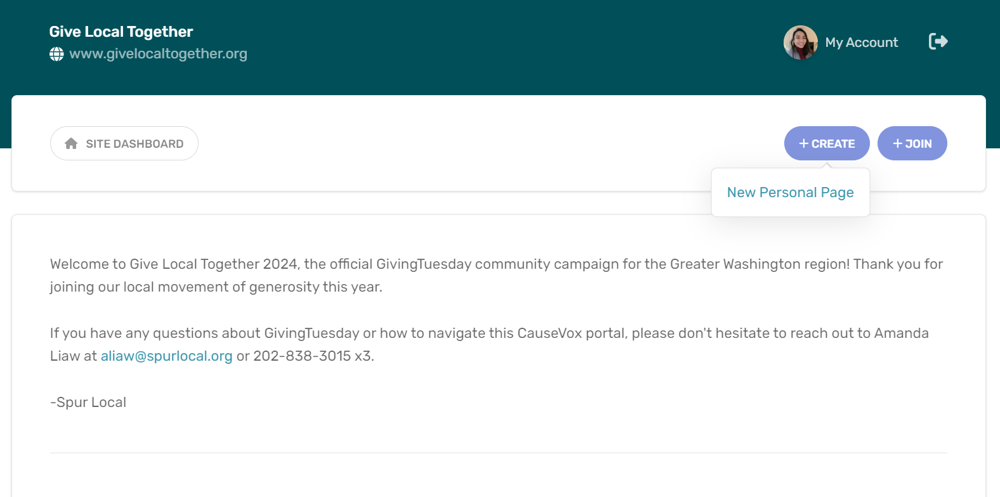 Give Local Together
www.givelocaltogether.org
My Account
SITE DASHBOARD
+ CREATE
+ JOIN
New Personal Page
Welcome to Give Local Together 2024, the official GivingTuesday community campaign for the Greater Washington region! Thank you for
joining our local movement of generosity this year.
If you have any questions about GivingTuesday or how to navigate this CauseVox portal, please don't hesitate to reach out to Amanda
Liaw at aliaw@spurlocal.org or 202-838-3015 x3.
-Spur Local